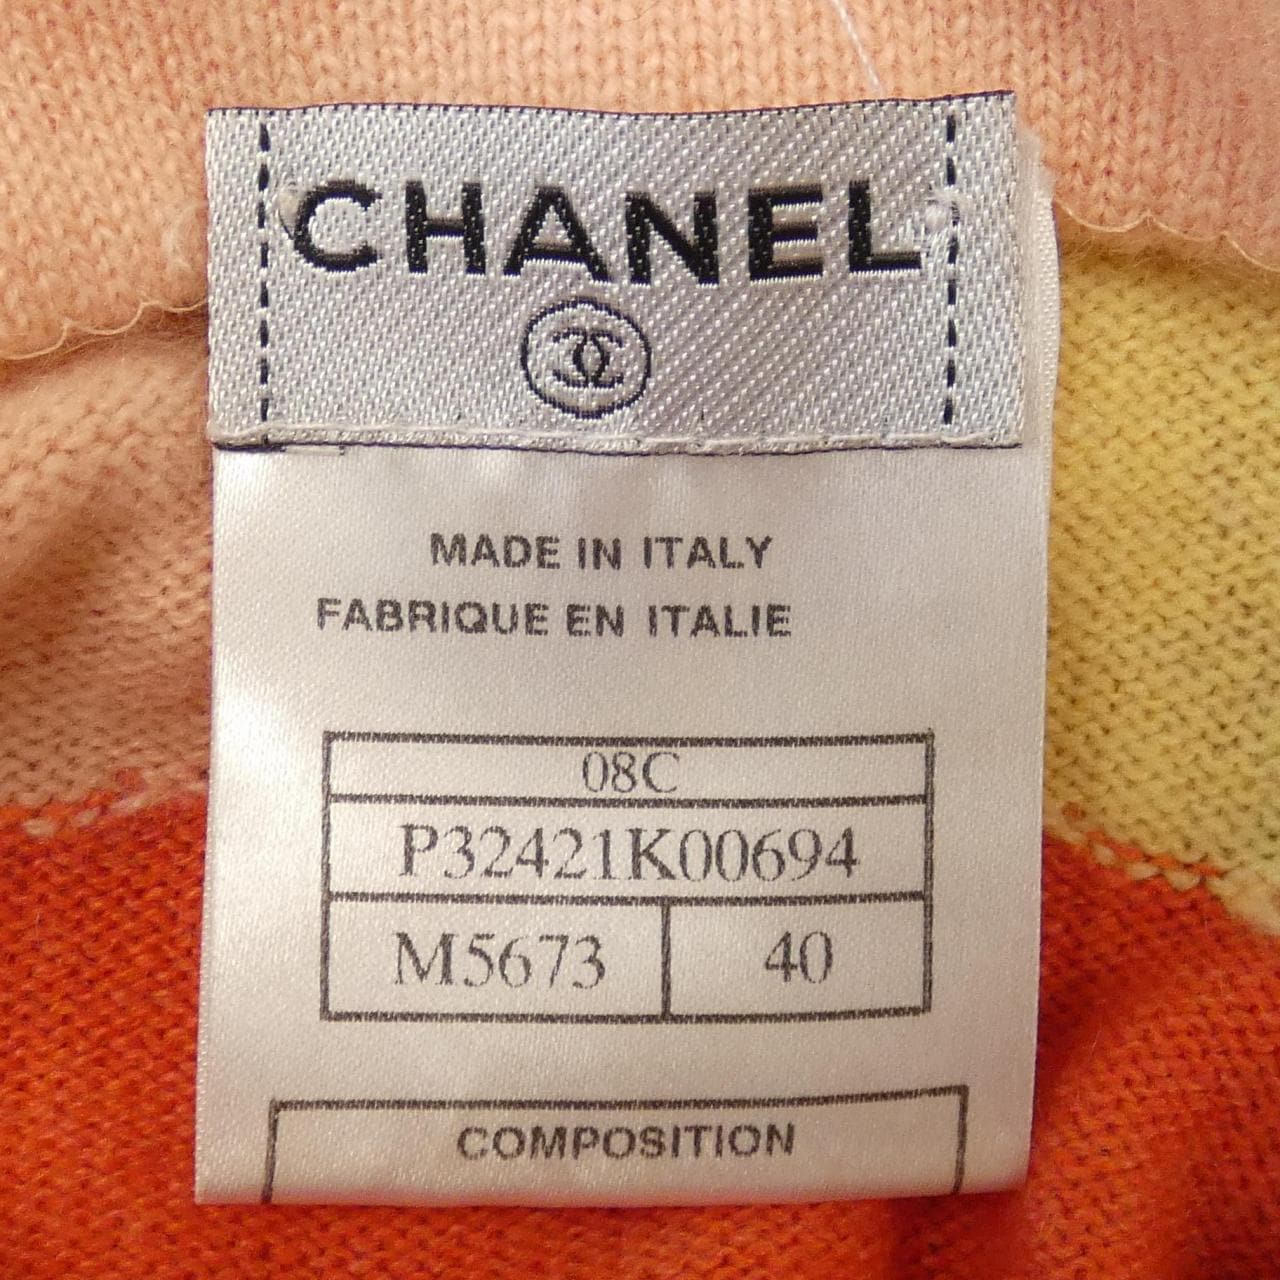 CHANEL
MADE IN ITALY
FABRIQUE EN ITALIE
08C
P32421K00694
M5673 40
COMPOSITION